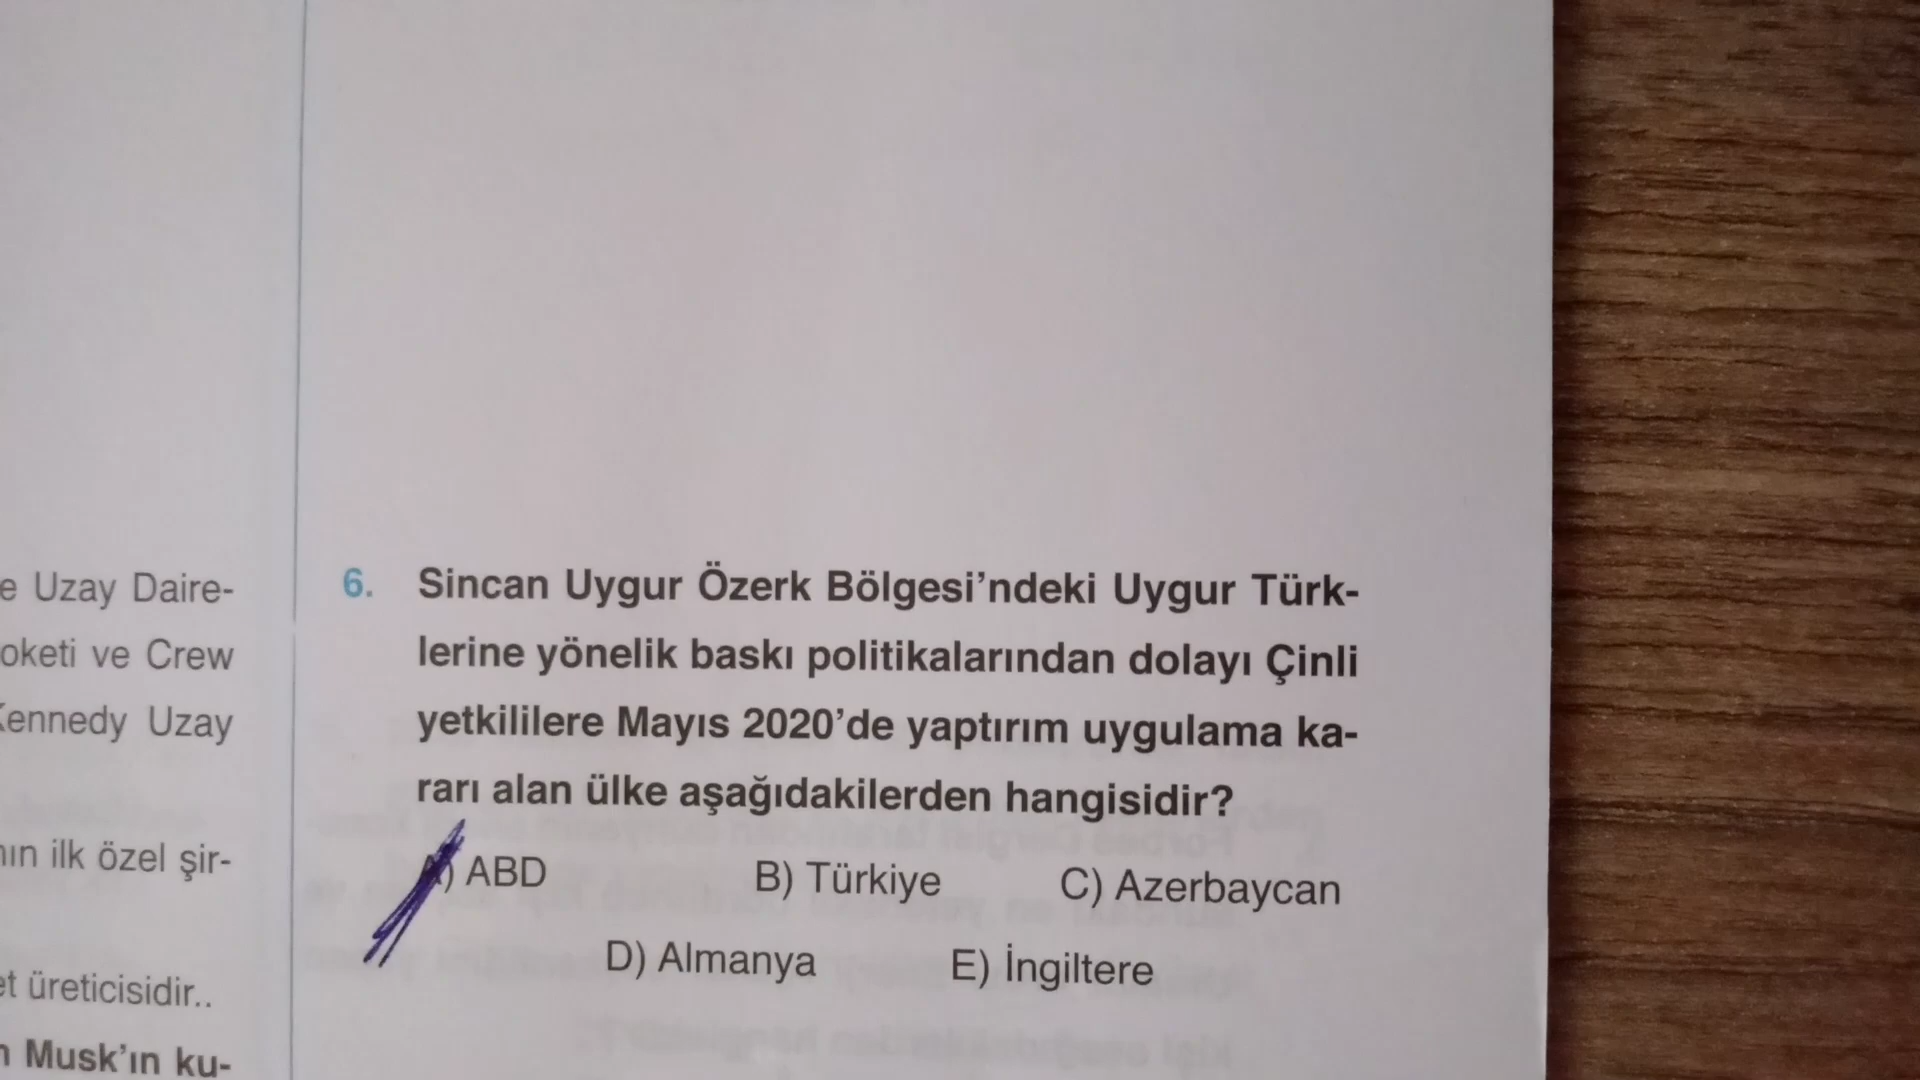 e Uzay Daire-
oketi ve Crew
Kennedy Uzay
nın ilk özel şir-
et üreticisidir..
n Musk'ın ku-
6. Sincan Uygur Özerk Bölgesi'ndeki Uygur Türk-
lerine yönelik baskı politikalarından dolayı Çinli
yetkililere Mayıs 2020'de yaptırım uygulama ka-
rarı alan ülke aşağıdakilerden hangisidir?
A) ABD B) Türkiye C) Azerbaycan
D) Almanya E) İngiltere